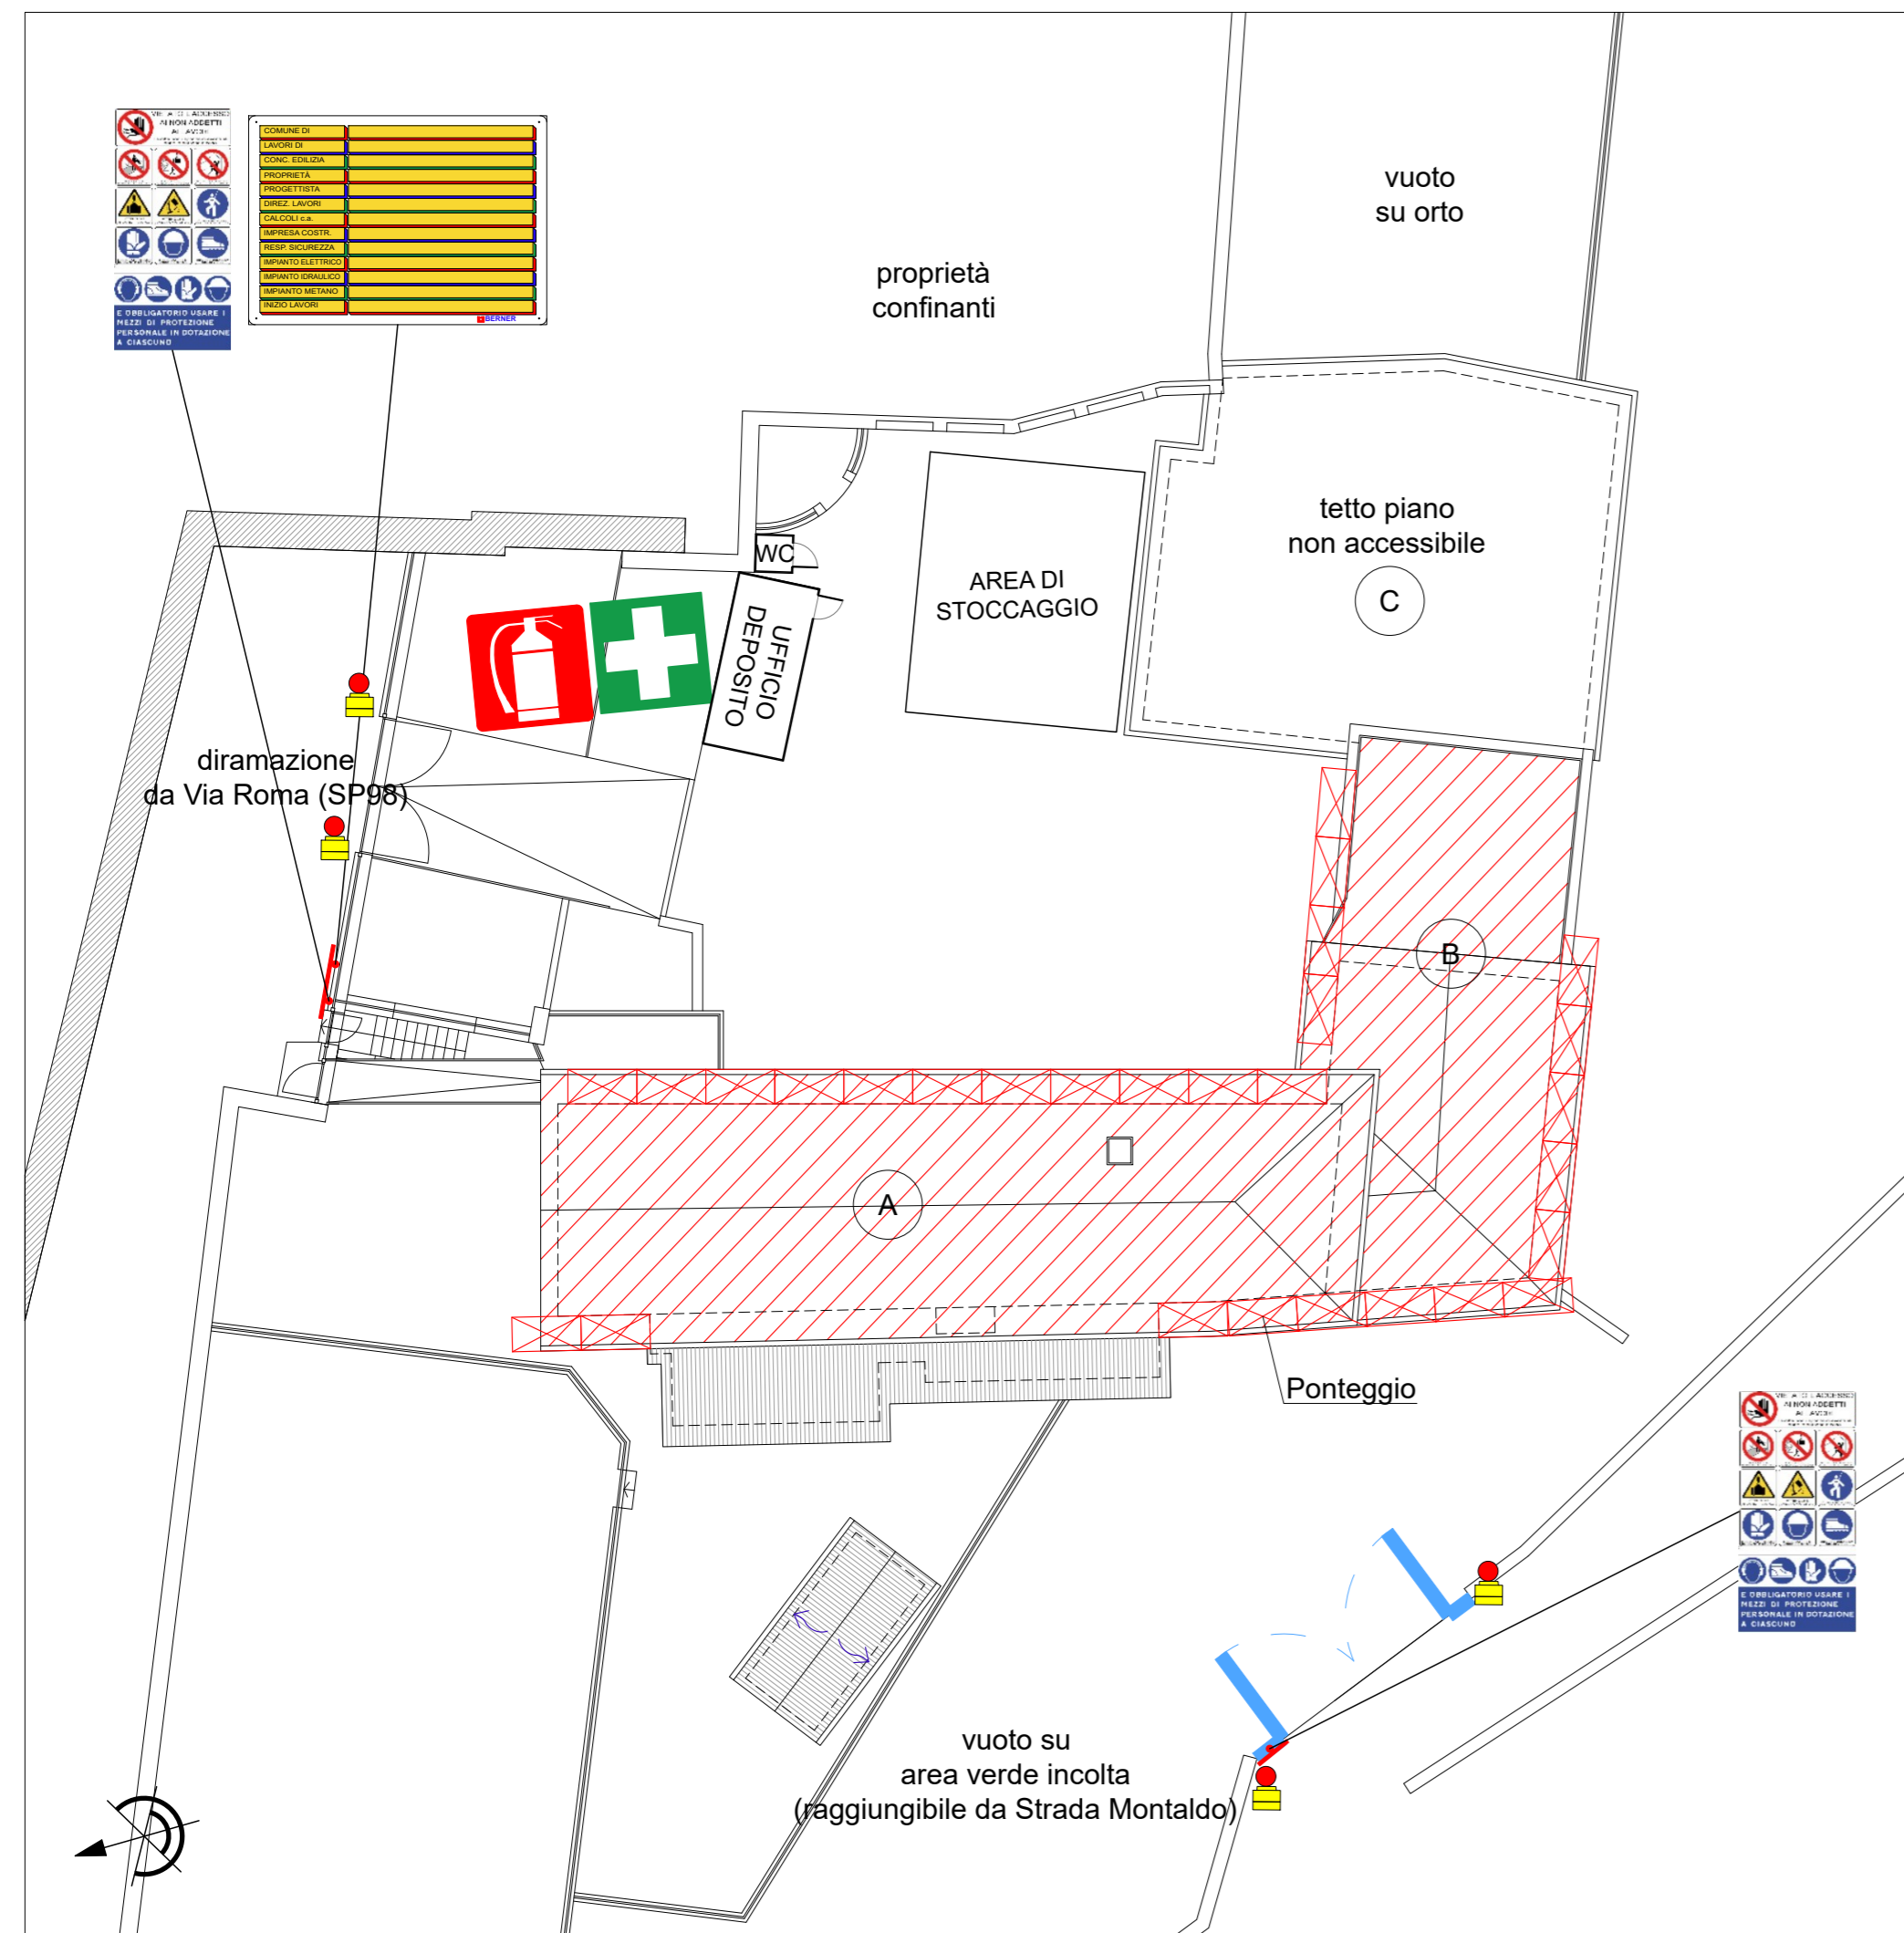 COMUNE DI
LAVORI DI
CONC. EDILIZIA
PROPRIETÀ
PROGETTISTA
DIREZ. LAVORI
CALCOLI c.a.
IMPRESA COSTR.
RESP. SICUREZZA
IMPIANTO ELETTRICO
IMPIANTO IDRAULICO
IMPIANTO METANO
INIZIO LAVORI
BERNER
AI NON ADDETTI
E OBBLIGATORIO USARE I
MEZZI DI PROTEZIONE
PERSONALE IN DOTAZIONE
A CIASCUNO
vuoto
su orto
proprietà
confinanti
tetto piano
non accessibile
C
WC
AREA DI
STOCCAGGIO
UFFICIO
DEPOSITO
diramazione
da Via Roma (SP98)
B
A
Ponteggio
AI NON ADDETTI
E OBBLIGATORIO USARE I
MEZZI DI PROTEZIONE
PERSONALE IN DOTAZIONE
A CIASCUNO
vuoto su
area verde incolta
(raggiungibile da Strada Montaldo)